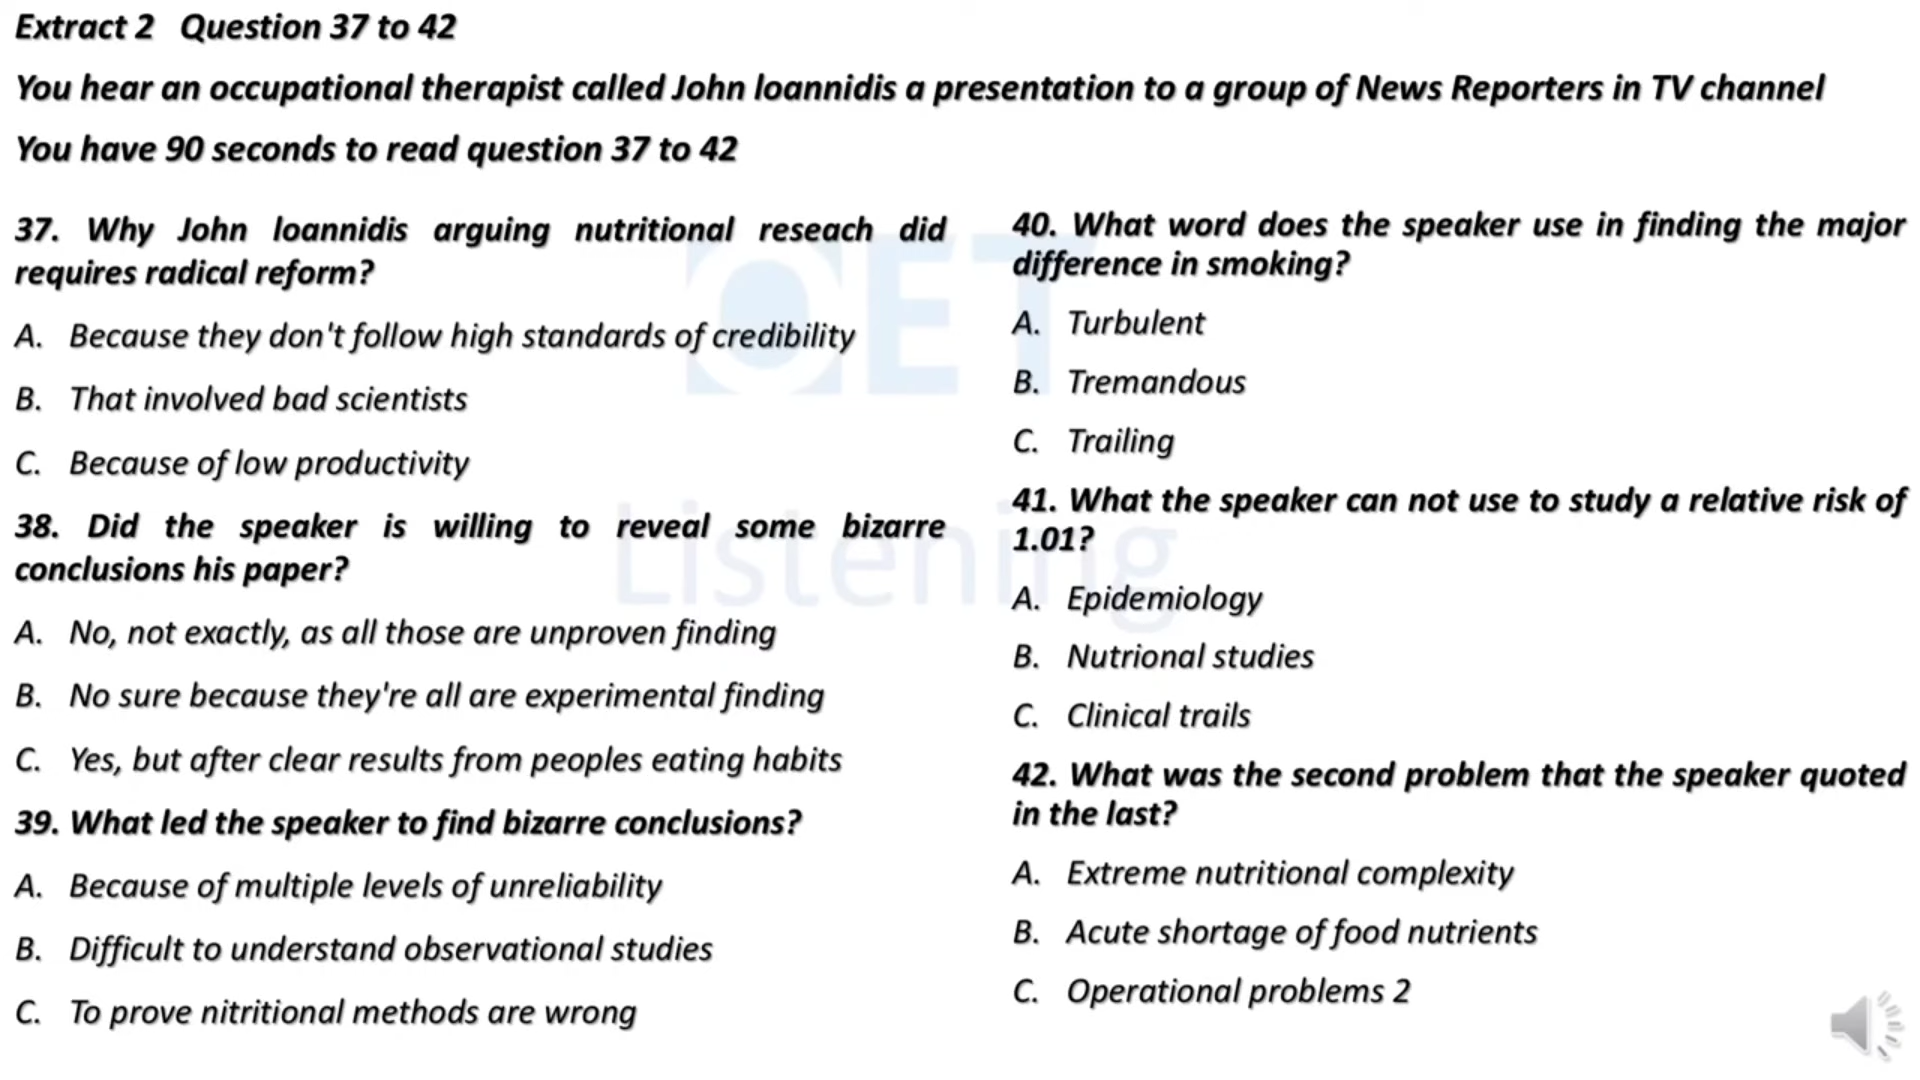 Extract 2 Question 37 to 42
You hear an occupational therapist called John loannidis a presentation to a group of News Reporters in TV channel
You have 90 seconds to read question 37 to 42
37. Why John loannidis arguing nutritional reseach did
requires radical reform?
A. Because they don't follow high standards of credibility
B. That involved bad scientists
C. Because of low productivity
38. Did the speaker is willing to reveal some bizarre
conclusions his paper?
A. No, not exactly, as all those are unproven finding
B. No sure because they're all are experimental finding
C. Yes, but after clear results from peoples eating habits
39. What led the speaker to find bizarre conclusions?
A. Because of multiple levels of unreliability
B. Difficult to understand observational studies
C. To prove nitritional methods are wrong
40. What word does the speaker use in finding the major
difference in smoking?
A. Turbulent
B. Tremandous
C. Trailing
41. What the speaker can not use to study a relative risk of
1.01?
A. Epidemiology
B. Nutrional studies
C. Clinical trails
42. What was the second problem that the speaker quoted
in the last?
A. Extreme nutritional complexity
B. Acute shortage of food nutrients
C. Operational problems 2
OET
Listening